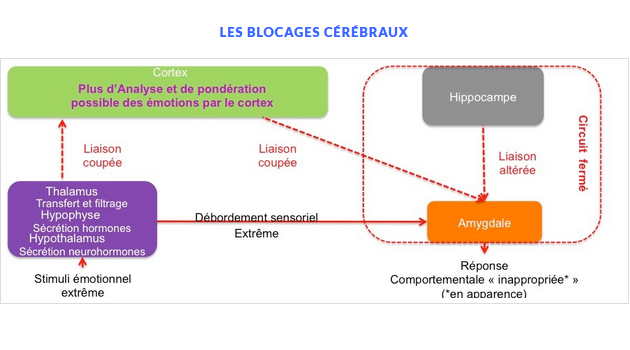 LES BLOCAGES CÉRÉBRAUX
Cortex
Plus d'Analyse et de pondération
possible des émotions par le cortex
Hippocampe
Circuit fermé
Liaison
coupée
Liaison
coupée
Liaison
altérée
Thalamus
Transfert et filtrage
Hypophyse
Sécrétion hormones
Hypothalamus
Sécrétion neurohormones
Débordement sensoriel
Extrême
Amygdale
Stimuli émotionnel
extrême
Réponse
Comportementale « inappropriée* »
(*en apparence)